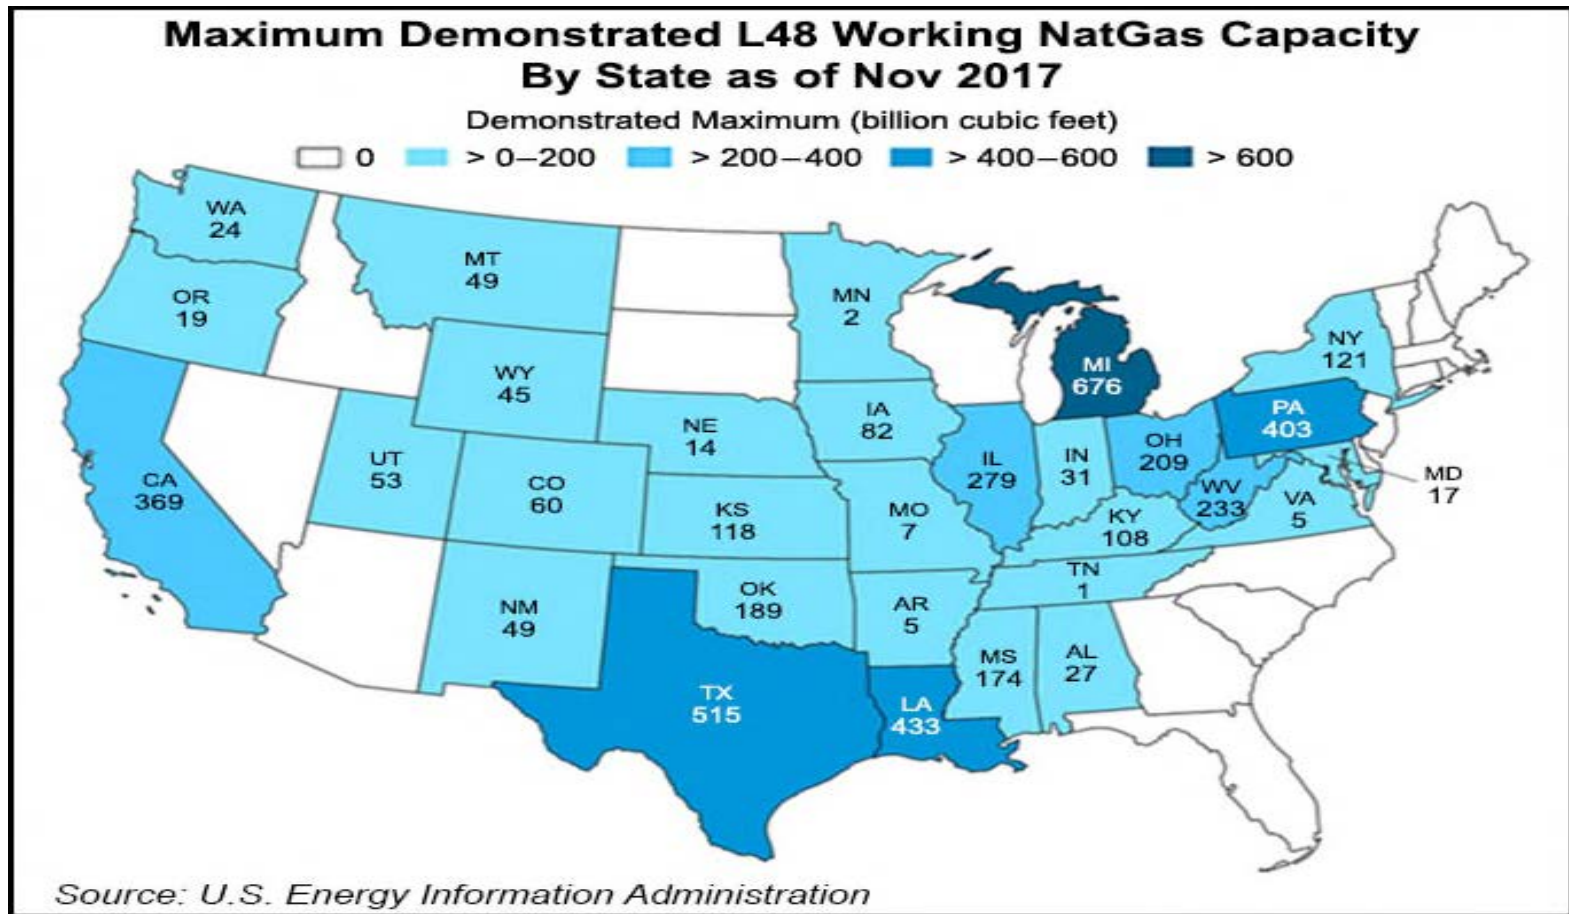 Maximum Demonstrated L48 Working NatGas Capacity
By State as of Nov 2017
Demonstrated Maximum (billion cubic feet)
0 > 0–200 > 200–400 > 400–600 > 600
WA
24
MT
49
OR
19
MN
2
WY
45
NY
121
MI
676
IA
82
PA
403
NE
14
UT
53
CO
60
CA
369
IL
279
IN
31
OH
209
WV
233
MD
17
VA
5
KS
118
MO
7
KY
108
TN
1
NM
49
OK
189
AR
5
MS
174
AL
27
TX
515
LA
433
Source: U.S. Energy Information Administration